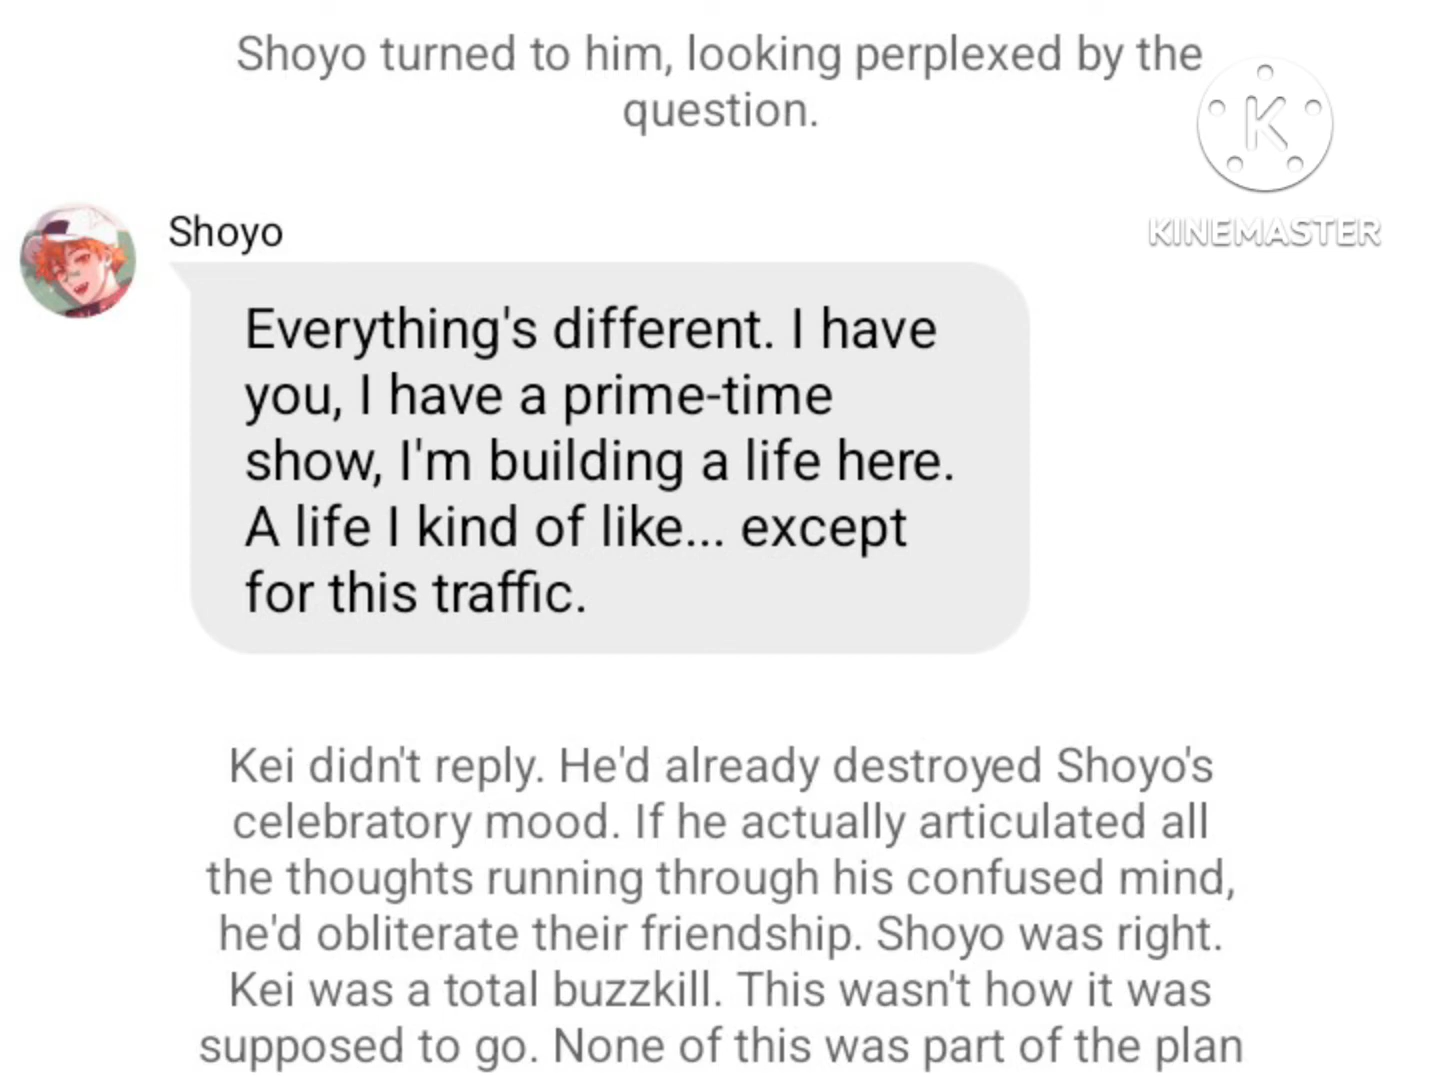 Shoyo turned to him, looking perplexed by the
question.
K
KINEMASTER
Shoyo
Everything's different. I have
you, I have a prime-time
show, I'm building a life here.
A life I kind of like... except
for this traffic.
Kei didn't reply. He'd already destroyed Shoyo's
celebratory mood. If he actually articulated all
the thoughts running through his confused mind,
he'd obliterate their friendship. Shoyo was right.
Kei was a total buzzkill. This wasn't how it was
supposed to go. None of this was part of the plan